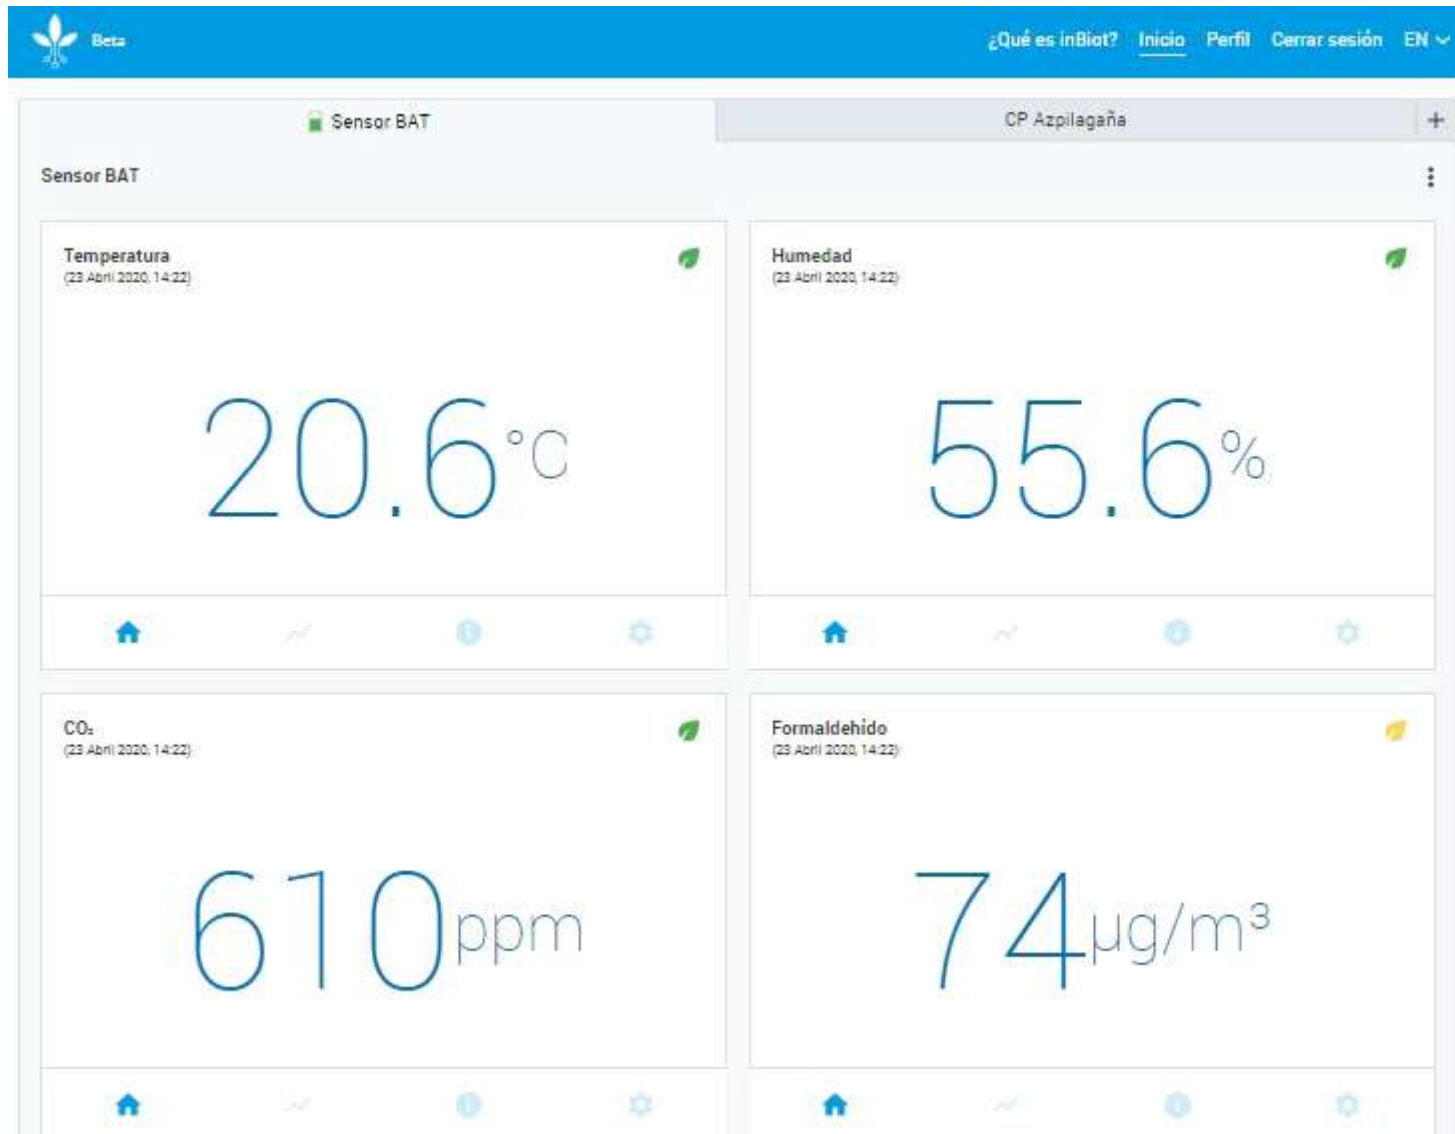 Beta
¿Qué es inBiot? Inicio Perfil Cerrar sesión EN
Sensor BAT
CP Azpilagaña
+
Sensor BAT
Temperatura
(23 Abril 2020, 14:22)
20.6°C
Humedad
(23 Abril 2020, 14:22)
55.6%
CO₂
(23 Abril 2020, 14:22)
610ppm
Formaldehído
(23 Abril 2020, 14:22)
74µg/m³